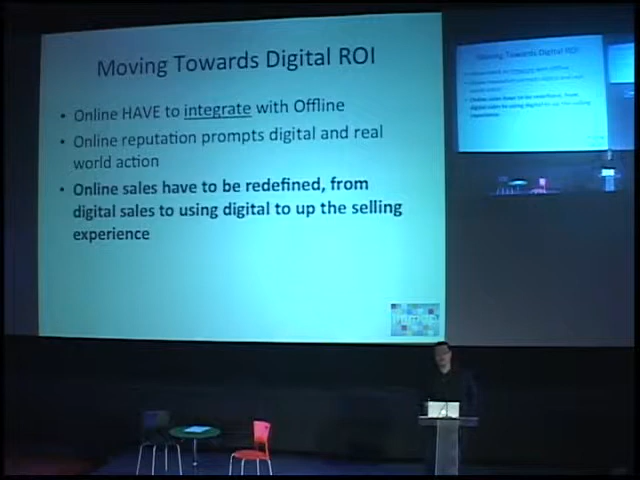 Moving Towards Digital ROI
• Online HAVE to integrate with Offline
• Online reputation prompts digital and real
world action
• Online sales have to be redefined, from
digital sales to using digital to up the selling
experience
Moving Towards Digital ROI